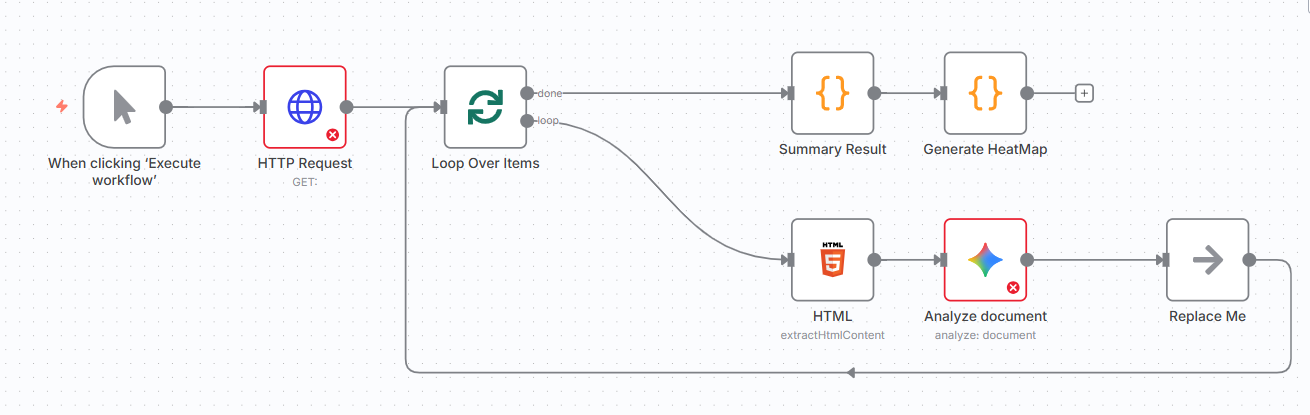 done
loop
When clicking ‘Execute
workflow’
HTTP Request
GET:
Loop Over Items
Summary Result
Generate HeatMap
HTML
5
HTML
extractHtmlContent
Analyze document
analyze: document
Replace Me